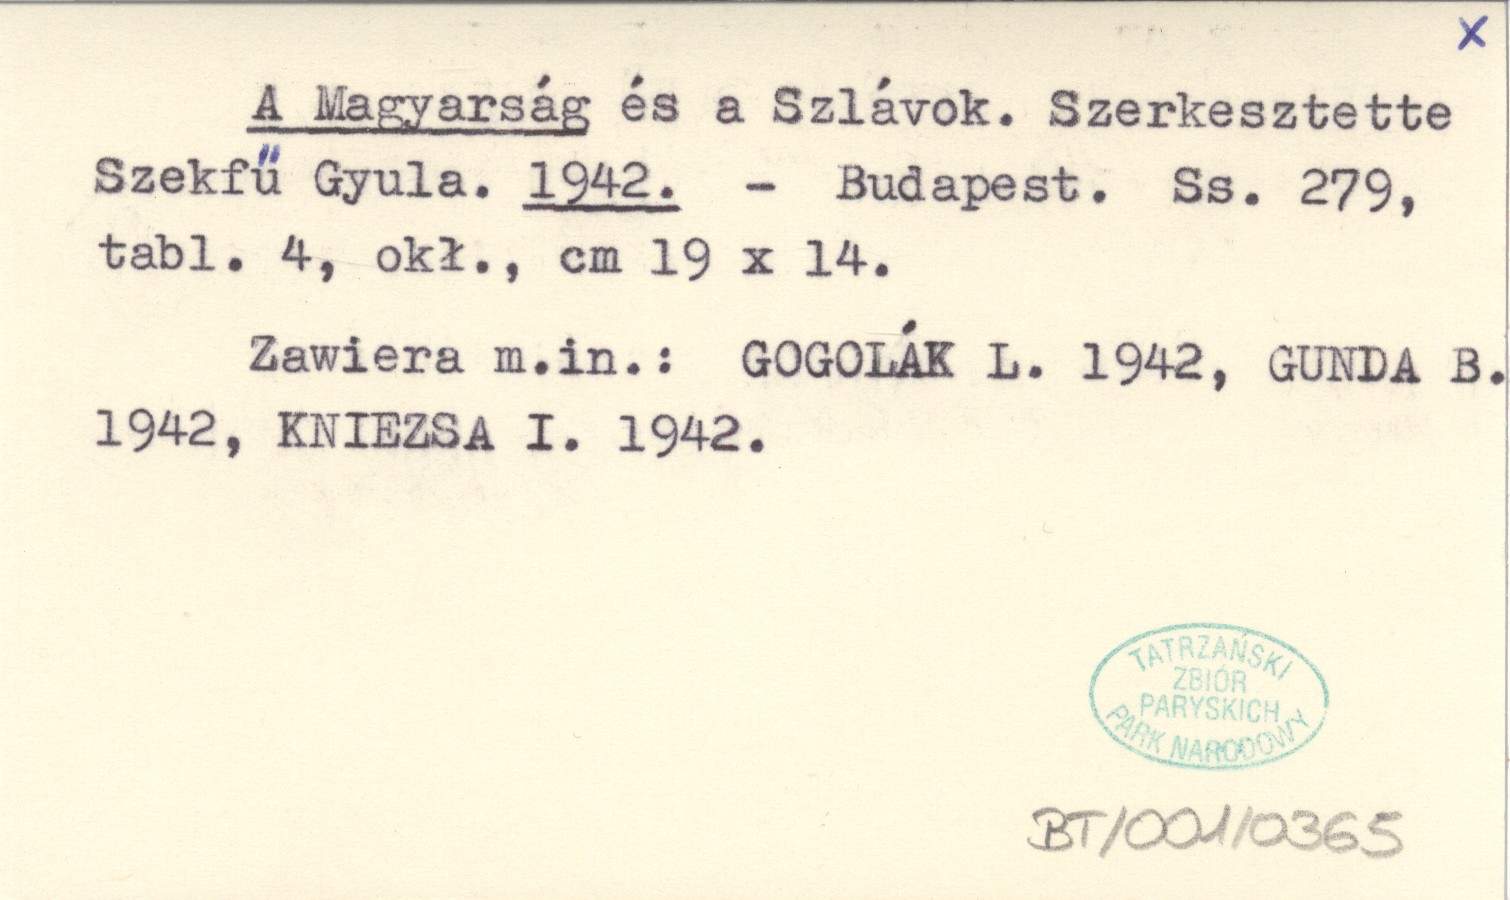 x
A Magyarság és a Szlávok. Szerkesztette
Szekfű Gyula. 1942. - Budapest. Ss. 279,
tabl. 4, okł., cm 19 x 14.
Zawiera m.in.: GOGOLÁK L. 1942, GUNDA B.
1942, KNIEZSA I. 1942.
TATRZAŃSKI
ZBIÓR
PARYSKICH
PARK NARODOWY
BT/001/0365